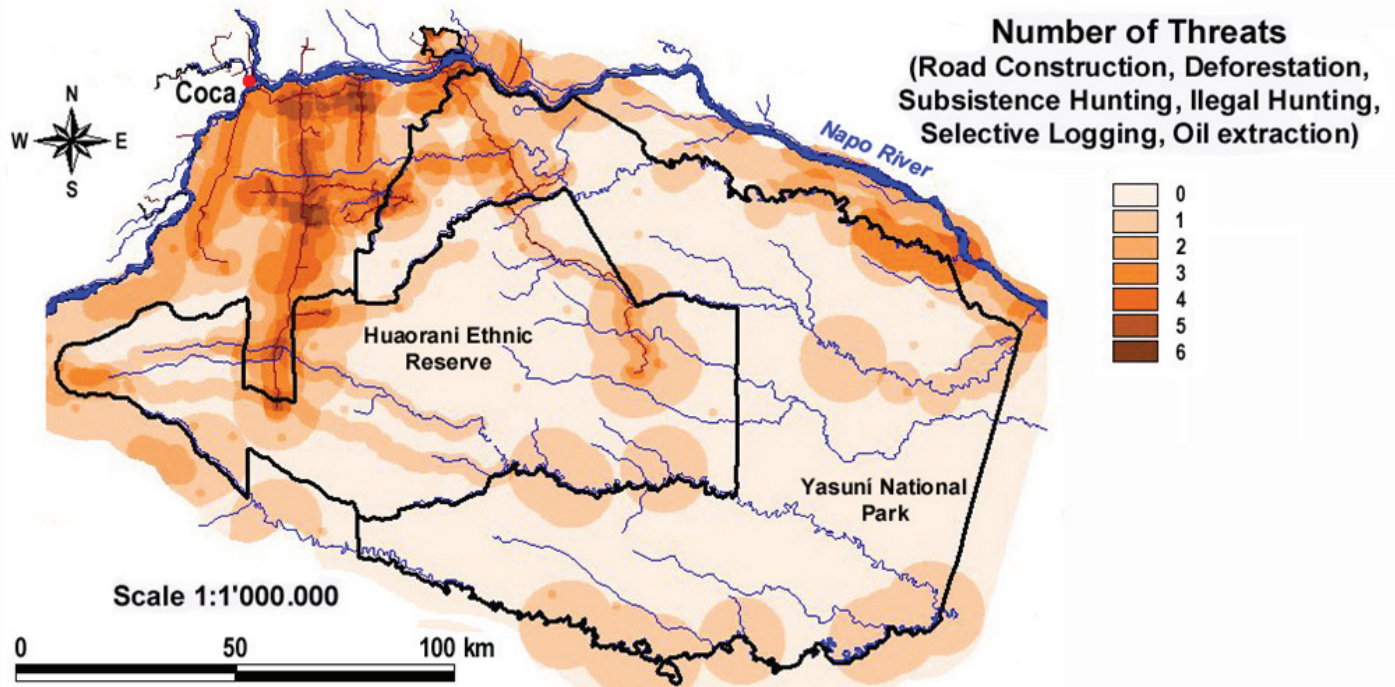 Number of Threats
(Road Construction, Deforestation,
Subsistence Hunting, Ilegal Hunting,
Selective Logging, Oil extraction)
Coca
N
W E
S
Napo River
0
1
2
3
4
5
6
Huaorani Ethnic
Reserve
Yasuní National
Park
Scale 1:1'000.000
0 50 100 km